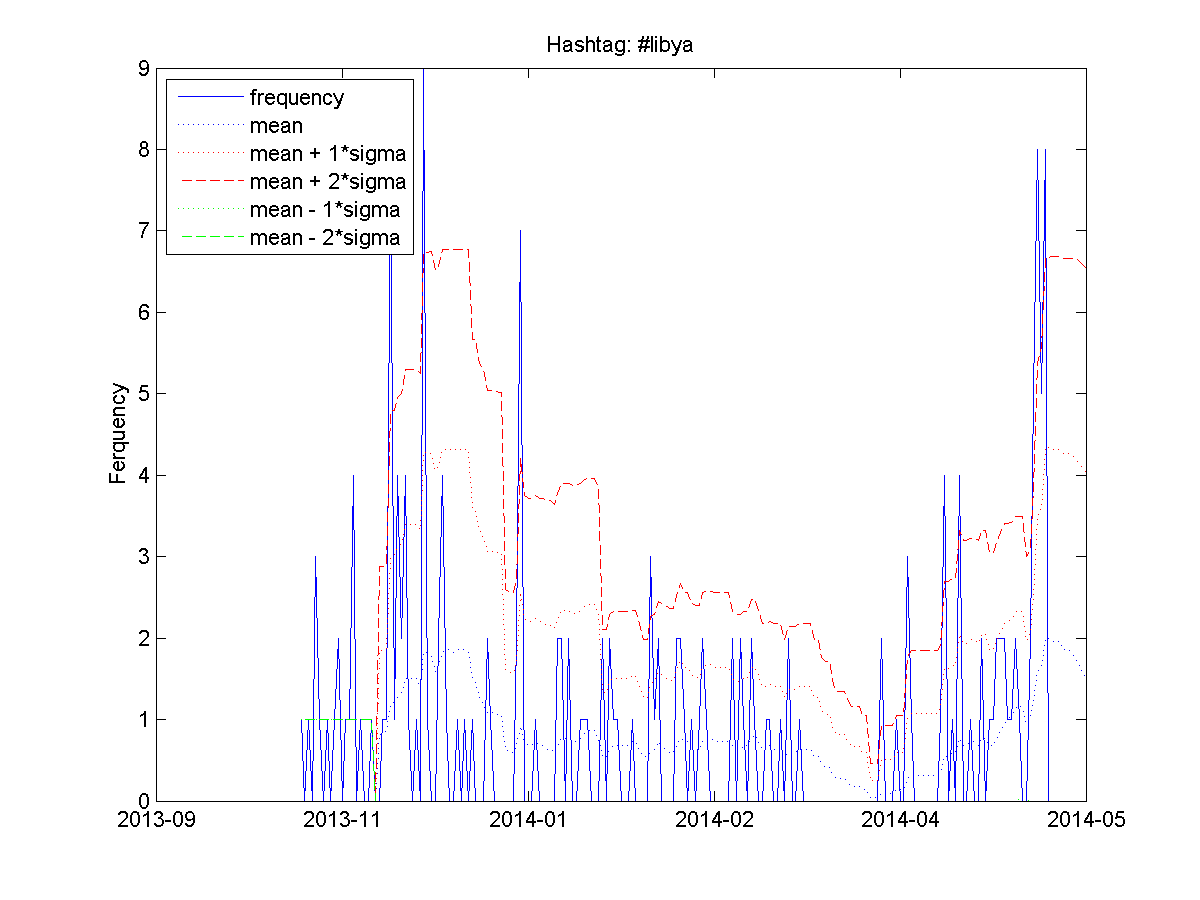 Hashtag: #libya
9
8
7
6
5
4
3
2
1
0
Ferquency
frequency
mean
mean + 1*sigma
mean + 2*sigma
mean - 1*sigma
mean - 2*sigma
2013-09 2013-11 2014-01 2014-02 2014-04 2014-05